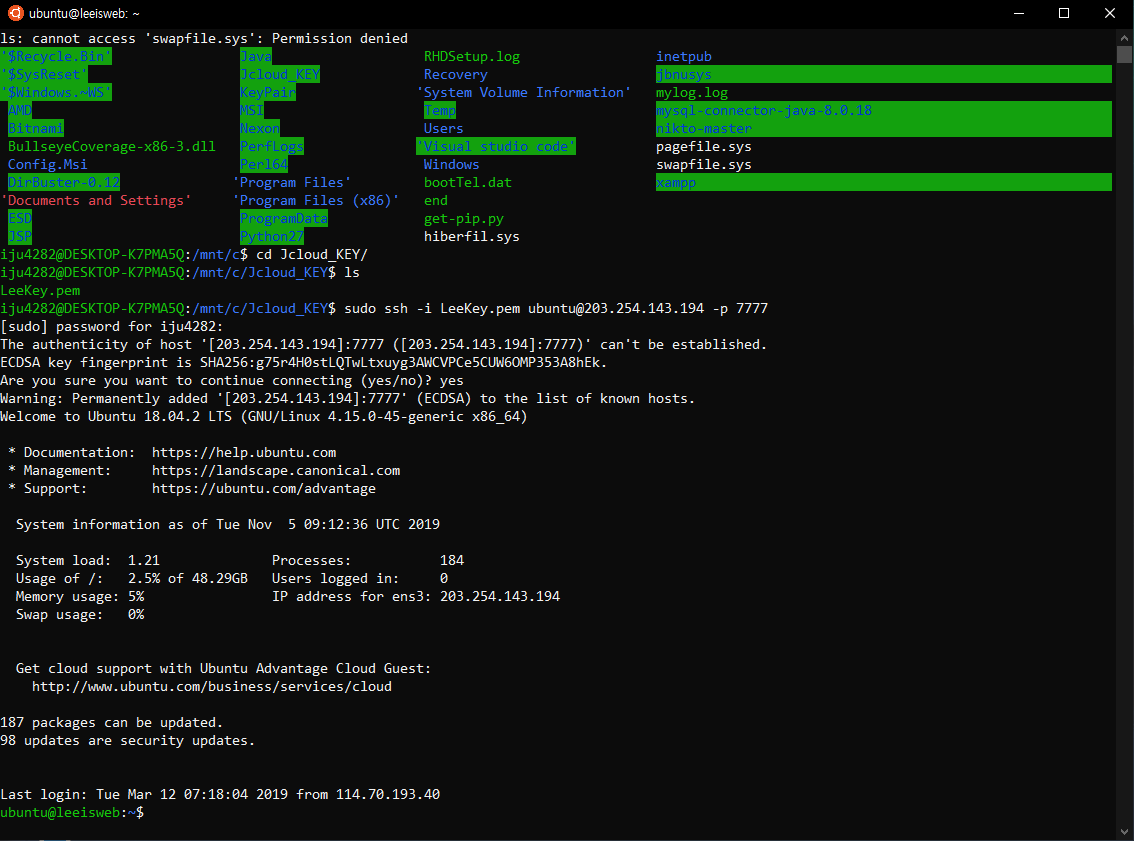 ubuntu@leeisweb: ~
ls: cannot access 'swapfile.sys': Permission denied
'$Recycle.Bin' Java RHDSetup.log inetpub
'$SysReset' Jcloud_KEY Recovery jbnusys
'$Windows.~WS' KeyPair 'System Volume Information' mylog.log
AMD MSI Temp mysql-connector-java-8.0.18
Bitnami Nexon Users nikto-master
BullseyeCoverage-x86-3.dll PerfLogs 'Visual studio code' pagefile.sys
Config.Msi Perl64 Windows swapfile.sys
DirBuster-0.12 'Program Files' bootTel.dat xampp
'Documents and Settings' 'Program Files (x86)' end
ESD ProgramData get-pip.py
JSP Python27 hiberfil.sys
iju4282@DESKTOP-K7PMA5Q:/mnt/c$ cd Jcloud_KEY/
iju4282@DESKTOP-K7PMA5Q:/mnt/c/Jcloud_KEY$ ls
LeeKey.pem
iju4282@DESKTOP-K7PMA5Q:/mnt/c/Jcloud_KEY$ sudo ssh -i LeeKey.pem ubuntu@203.254.143.194 -p 7777
[sudo] password for iju4282:
The authenticity of host '[203.254.143.194]:7777 ([203.254.143.194]:7777)' can't be established.
ECDSA key fingerprint is SHA256:g75r4H0stLQTwLtxuyg3AWCVPCe5CUW6OMP353A8hEk.
Are you sure you want to continue connecting (yes/no)? yes
Warning: Permanently added '[203.254.143.194]:7777' (ECDSA) to the list of known hosts.
Welcome to Ubuntu 18.04.2 LTS (GNU/Linux 4.15.0-45-generic x86_64)
* Documentation: https://help.ubuntu.com
* Management: https://landscape.canonical.com
* Support: https://ubuntu.com/advantage
System information as of Tue Nov 5 09:12:36 UTC 2019
System load: 1.21 Processes: 184
Usage of /: 2.5% of 48.29GB Users logged in: 0
Memory usage: 5% IP address for ens3: 203.254.143.194
Swap usage: 0%
Get cloud support with Ubuntu Advantage Cloud Guest:
http://www.ubuntu.com/business/services/cloud
187 packages can be updated.
98 updates are security updates.
Last login: Tue Mar 12 07:18:04 2019 from 114.70.193.40
ubuntu@leeisweb:~$